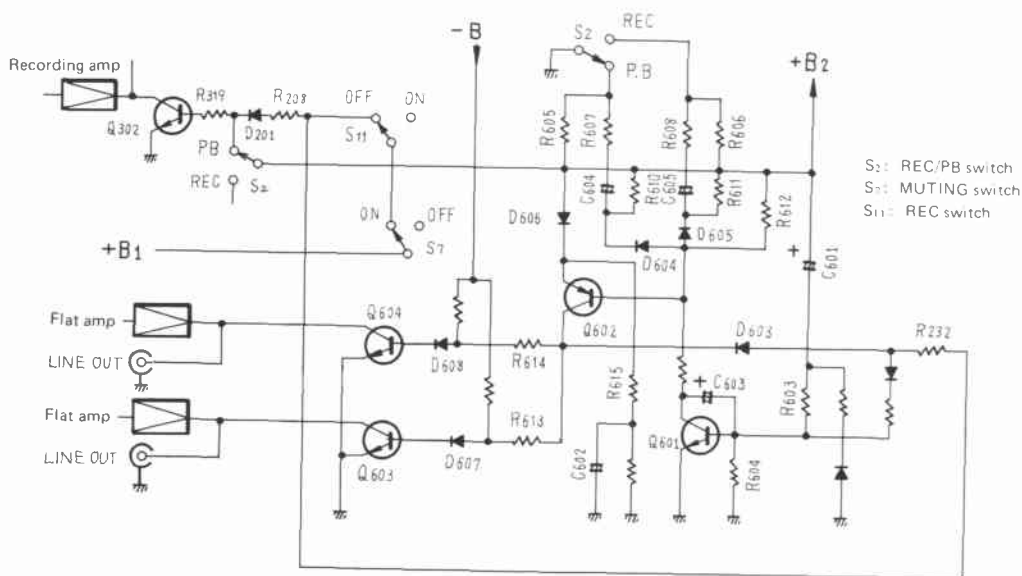 Recording amp
Q302
R319
D201
R208
PB
REC
S2
OFF
ON
S11
ON
OFF
S7
+B1
-B
S2
REC
P.B
+B2
R605
R607
R608
R606
C604
R610
C605
R611
R612
D606
D604
D605
C601
S2: REC/PB switch
S7: MUTING switch
S11: REC switch
Flat amp
LINE OUT
Q604
D608
R614
Q602
D603
R232
Flat amp
LINE OUT
Q603
D607
R613
R615
C602
+
C603
Q601
R604
R603
+